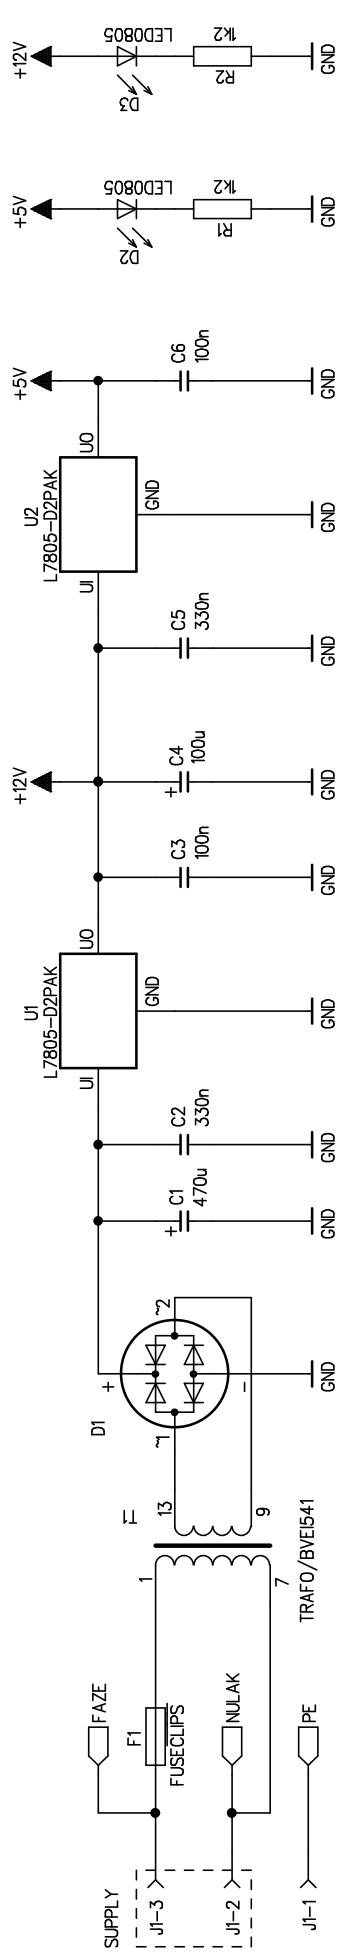 SUPPLY
J1-3
J1-2
J1-1
FAZE
NULAK
PE
F1
FUSECLIPS
T1
1
7
13
9
TRAFO/BVEI541
D1
~1
~2
+
-
GND
+
C1
470u
GND
C2
330n
GND
U1
L7805-D2PAK
UI
UO
GND
GND
C3
100n
GND
+12V
+
C4
100u
GND
C5
330n
GND
U2
L7805-D2PAK
UI
UO
GND
GND
+5V
C6
100n
GND
+5V
D2
LED0805
R1
1k2
GND
+12V
D3
LED0805
R2
1k2
GND